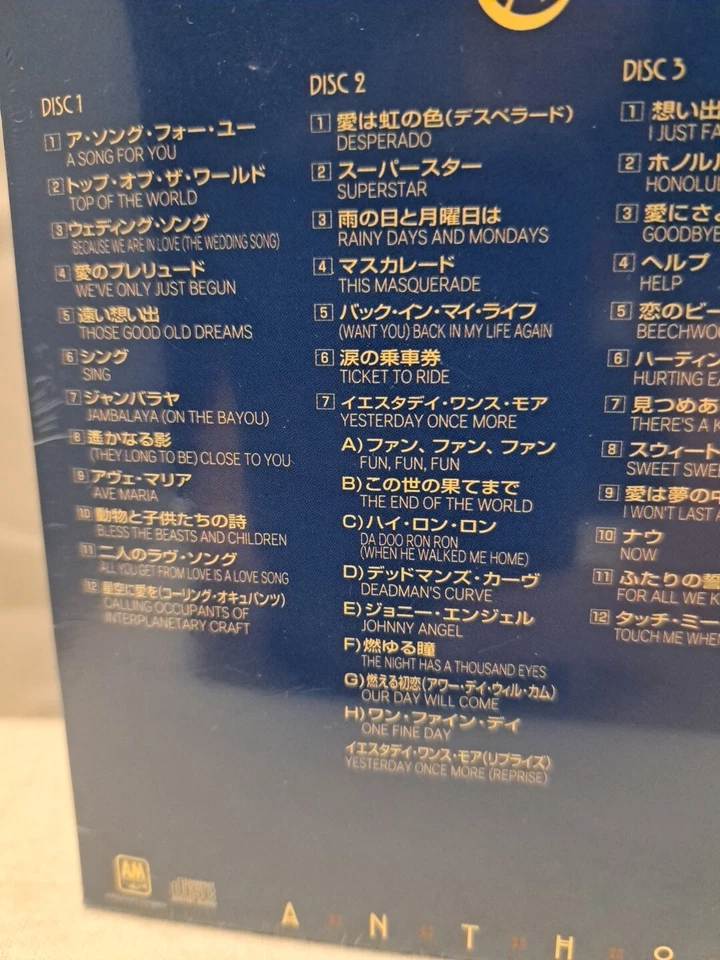 DISC 1
1 ア・ソング・フォー・ユー
A SONG FOR YOU
2 トップ・オブ・ザ・ワールド
TOP OF THE WORLD
3 ウェディング・ソング
BECAUSE WE ARE IN LOVE (THE WEDDING SONG)
4 愛のプレリュード
WE'VE ONLY JUST BEGUN
5 遠い想い出
THOSE GOOD OLD DREAMS
6 シング
SING
7 ジャンバラヤ
JAMBALAYA (ON THE BAYOU)
8 遙かなる影
(THEY LONG TO BE) CLOSE TO YOU
9 アヴェ・マリア
AVE MARIA
10 動物と子供たちの詩
BLESS THE BEASTS AND CHILDREN
11 二人のラヴ・ソング
ALL YOU GET FROM LOVE IS A LOVE SONG
12 星空に愛を(コーリング・オキュパンツ)
CALLING OCCUPANTS OF
INTERPLANETARY CRAFT
DISC 2
1 愛は虹の色(デスペラード)
DESPERADO
2 スーパースター
SUPERSTAR
3 雨の日と月曜日は
RAINY DAYS AND MONDAYS
4 マスカレード
THIS MASQUERADE
5 バック・イン・マイ・ライフ
(WANT YOU) BACK IN MY LIFE AGAIN
6 涙の乗車券
TICKET TO RIDE
7 イエスタデイ・ワンス・モア
YESTERDAY ONCE MORE
A) ファン、ファン、ファン
FUN, FUN, FUN
B) この世の果てまで
THE END OF THE WORLD
C) ハイ・ロン・ロン
DA DOO RON RON
(WHEN HE WALKED ME HOME)
D) デッドマンズ・カーヴ
DEADMAN'S CURVE
E) ジョニー・エンジェル
JOHNNY ANGEL
F) 燃ゆる瞳
THE NIGHT HAS A THOUSAND EYES
G) 燃える初恋(アワー・デイ・ウィル・カム)
OUR DAY WILL COME
H) ワン・ファイン・デイ
ONE FINE DAY
イエスタデイ・ワンス・モア(リプライズ)
YESTERDAY ONCE MORE (REPRISE)
DISC 3
1 想い出
I JUST FA
2 ホノル
HONOLU
3 愛にさ
GOODBYE
4 ヘルプ
HELP
5 恋のビー
BEECHWO
6 ハーティン
HURTING EA
7 見つめあ
THERE'S A K
8 スウィート
SWEET SWE
9 愛は夢の中
I WON'T LAST A
10 ナウ
NOW
11 ふたりの誓
FOR ALL WE K
12 タッチ・ミー
TOUCH ME WHE
AM
A N T H O